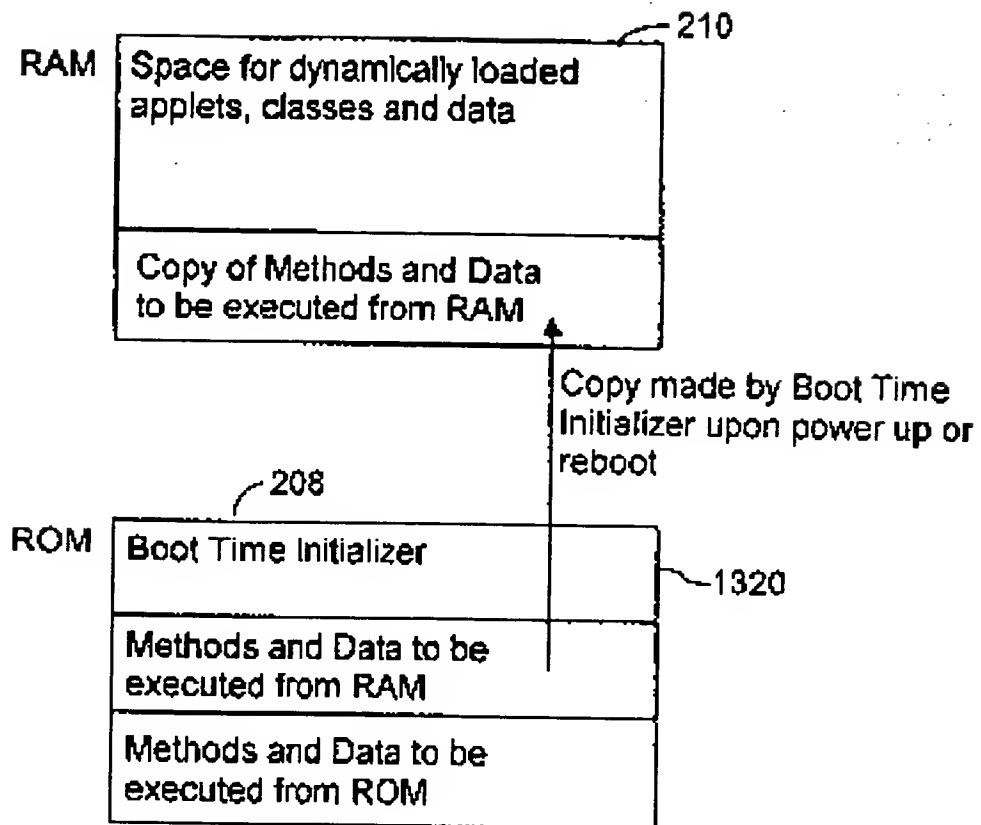 210
RAM
Space for dynamically loaded
applets, classes and data
Copy of Methods and Data
to be executed from RAM
Copy made by Boot Time
Initializer upon power up or
reboot
208
ROM
Boot Time Initializer
1320
Methods and Data to be
executed from RAM
Methods and Data to be
executed from ROM